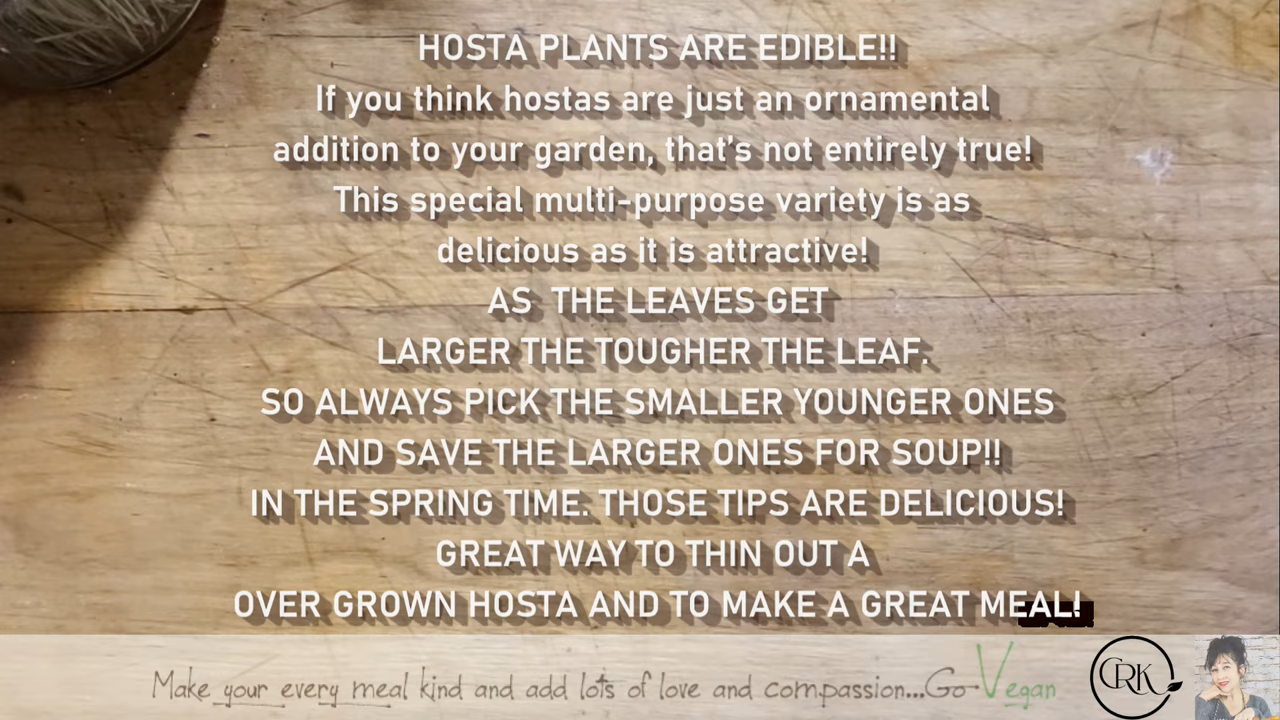 HOSTA PLANTS ARE EDIBLE!!
If you think hostas are just an ornamental
addition to your garden, that's not entirely true!
This special multi-purpose variety is as
delicious as it is attractive!
AS THE LEAVES GET
LARGER THE TOUGHER THE LEAF.
SO ALWAYS PICK THE SMALLER YOUNGER ONES
AND SAVE THE LARGER ONES FOR SOUP!!
IN THE SPRING TIME. THOSE TIPS ARE DELICIOUS!
GREAT WAY TO THIN OUT A
OVER GROWN HOSTA AND TO MAKE A GREAT MEAL!
Make your every meal kind and add lots of love and compassion...Go Vegan
CRK